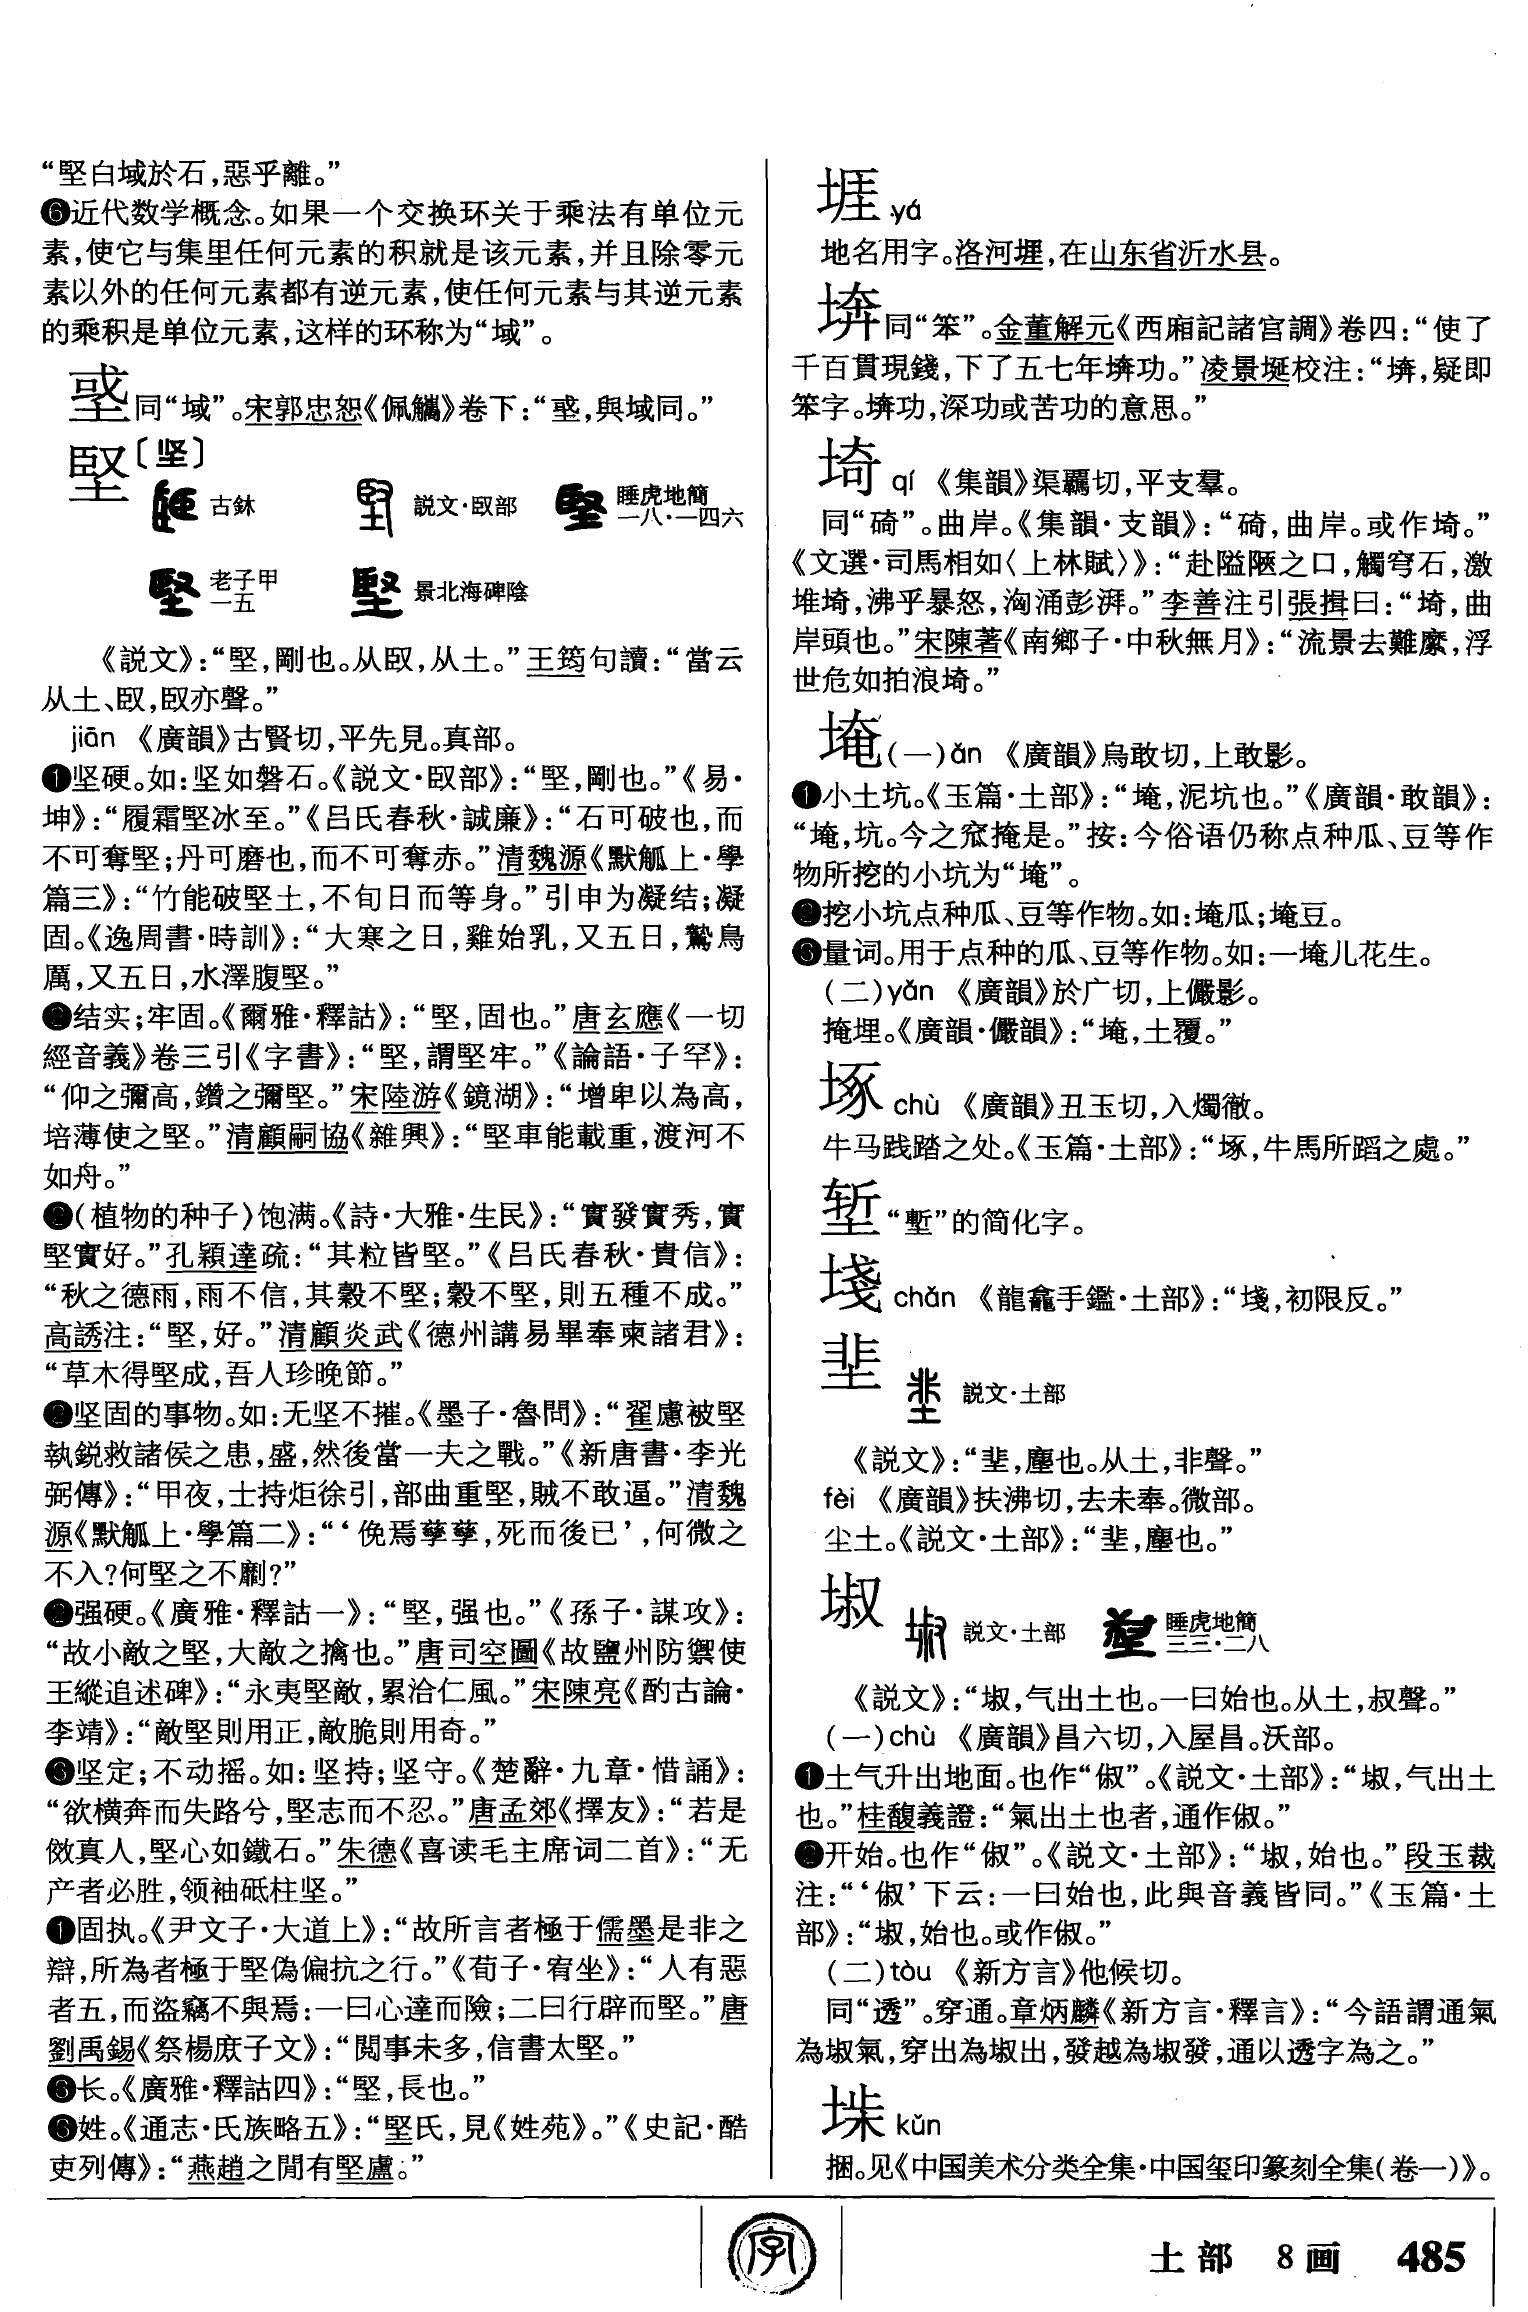 “堅白域於石，惡乎離。”
❻近代数学概念。如果一个交换环关于乘法有单位元
素，使它与集里任何元素的积就是该元素，并且除零元
素以外的任何元素都有逆元素，使任何元素与其逆元素
的乘积是单位元素，这样的环称为“域”。
䧕同“域”。宋郭忠恕《佩觿》卷下：“，與域同。”
堅〔坚〕
古鉥 説文·臤部 睡虎地簡
一八·一四六
老子甲
一五 景北海碑陰
《説文》：“堅，剛也。从臤，从土。”王筠句讀：“當云
从土、臤，臤亦聲。”
jiān 《廣韻》古賢切，平先見。真部。
❶坚硬。如：坚如磐石。《説文·臤部》：“堅，剛也。”《易·
坤》：“履霜堅冰至。”《吕氏春秋·誠廉》：“石可破也，而
不可奪堅；丹可磨也，而不可奪赤。”清魏源《默觚上·學
篇三》：“竹能破堅土，不旬日而等身。”引申为凝结；凝
固。《逸周書·時訓》：“大寒之日，雞始乳，又五日，鷙鳥
厲，又五日，水澤腹堅。”
❷结实；牢固。《爾雅·釋詁》：“堅，固也。”唐玄應《一切
經音義》卷三引《字書》：“堅，謂堅牢。”《論語·子罕》：
“仰之彌高，鑽之彌堅。”宋陸游《鏡湖》：“增卑以為高，
培薄使之堅。”清顧嗣協《雜興》：“堅車能載重，渡河不
如舟。”
❷（植物的种子）饱满。《詩·大雅·生民》：“實發實秀，實
堅實好。”孔穎達疏：“其粒皆堅。”《吕氏春秋·貴信》：
“秋之德雨，雨不信，其穀不堅；穀不堅，則五種不成。”
高誘注：“堅，好。”清顧炎武《德州講易畢奉柬諸君》：
“草木得堅成，吾人珍晚節。”
❷坚固的事物。如：无坚不摧。《墨子·魯問》：“翟慮被堅
執鋭救諸侯之患，盛，然後當一夫之戰。”《新唐書·李光
弼傳》：“甲夜，士持炬徐引，部曲重堅，賊不敢逼。”清魏
源《默觚上·學篇二》：“‘俛焉孳孳，死而後已’，何微之
不入？何堅之不劘？”
❷强硬。《廣雅·釋詁一》：“堅，强也。”《孫子·謀攻》：
“故小敵之堅，大敵之擒也。”唐司空圖《故鹽州防禦使
王縱追述碑》：“永夷堅敵，累洽仁風。”宋陳亮《酌古論·
李靖》：“敵堅則用正，敵脆則用奇。”
❻坚定；不动摇。如：坚持；坚守。《楚辭·九章·惜誦》：
“欲横奔而失路兮，堅志而不忍。”唐孟郊《擇友》：“若是
傚真人，堅心如鐵石。”朱德《喜读毛主席词二首》：“无
产者必胜，领袖砥柱坚。”
❶固执。《尹文子·大道上》：“故所言者極于儒墨是非之
辯，所為者極于堅偽偏抗之行。”《荀子·宥坐》：“人有惡
者五，而盜竊不與焉：一曰心達而險；二曰行辟而堅。”唐
劉禹錫《祭楊庶子文》：“閲事未多，信書太堅。”
❻长。《廣雅·釋詁四》：“堅，長也。”
❻姓。《通志·氏族略五》：“堅氏，見《姓苑》。”《史記·酷
吏列傳》：“燕趙之閒有堅盧。”
堐 yá
地名用字。洛河堐，在山东省沂水县。
㙃同“笨”。金董解元《西廂記諸宫調》卷四：“使了
千百貫現錢，下了五七年㙃功。”凌景埏校注：“㙃，疑即
笨字。㙃功，深功或苦功的意思。”
埼 qí 《集韻》渠覊切，平支羣。
同“碕”。曲岸。《集韻·支韻》：“碕，曲岸。或作埼。”
《文選·司馬相如〈上林賦〉》：“赴隘陿之口，觸穹石，激
堆埼，沸乎暴怒，洶涌彭湃。”李善注引張揖曰：“埼，曲
岸頭也。”宋陳著《南鄉子·中秋無月》：“流景去難縻，浮
世危如拍浪埼。”
埯（一）ǎn 《廣韻》烏敢切，上敢影。
❶小土坑。《玉篇·土部》：“埯，泥坑也。”《廣韻·敢韻》：
“埯，坑。今之窊掩是。”按：今俗语仍称点种瓜、豆等作
物所挖的小坑为“埯”。
❷挖小坑点种瓜、豆等作物。如：埯瓜；埯豆。
❸量词。用于点种的瓜、豆等作物。如：一埯儿花生。
（二）yǎn 《廣韻》於广切，上儼影。
掩埋。《廣韻·儼韻》：“埯，土覆。”
㙇 chù 《廣韻》丑玉切，入燭徹。
牛马践踏之处。《玉篇·土部》：“㙇，牛馬所蹈之處。”
堑“塹”的简化字。
㙻 chǎn 《龍龕手鑑·土部》：“，初限反。”
㙄 説文·土部
《説文》：“㙄，塵也。从土，非聲。”
fèi 《廣韻》扶沸切，去未奉。微部。
尘土。《説文·土部》：“㙄，塵也。”
埱 説文·土部 睡虎地簡
三三·二八
《説文》：“埱，气出土也。一曰始也。从土，叔聲。”
（一）chù 《廣韻》昌六切，入屋昌。沃部。
❶土气升出地面。也作“俶”。《説文·土部》：“埱，气出土
也。”桂馥義證：“氣出土也者，通作俶。”
❷开始。也作“俶”。《説文·土部》：“埱，始也。”段玉裁
注：“‘俶’下云：一曰始也，此與音義皆同。”《玉篇·土
部》：“埱，始也。或作俶。”
（二）tòu 《新方言》他候切。
同“透”。穿通。章炳麟《新方言·釋言》：“今語謂通氣
為埱氣，穿出為埱出，發越為埱發，通以透字為之。”
kǔn
捆。见《中国美术分类全集·中国玺印篆刻全集（卷一）》。
字
土部 8画 485